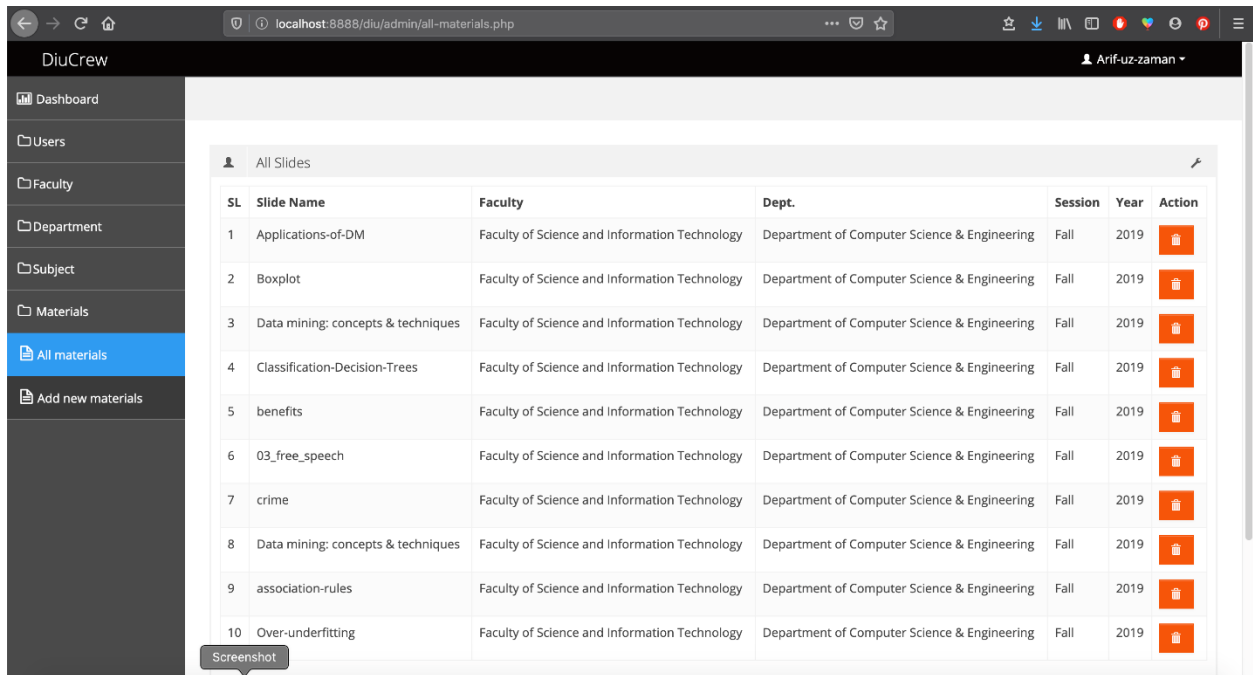 localhost:8888/diu/admin/all-materials.php
DiuCrew
Arif-uz-zaman
Dashboard
Users
Faculty
Department
Subject
Materials
All materials
Add new materials
All Slides
SL Slide Name Faculty Dept. Session Year Action
1 Applications-of-DM Faculty of Science and Information Technology Department of Computer Science & Engineering Fall 2019
2 Boxplot Faculty of Science and Information Technology Department of Computer Science & Engineering Fall 2019
3 Data mining: concepts & techniques Faculty of Science and Information Technology Department of Computer Science & Engineering Fall 2019
4 Classification-Decision-Trees Faculty of Science and Information Technology Department of Computer Science & Engineering Fall 2019
5 benefits Faculty of Science and Information Technology Department of Computer Science & Engineering Fall 2019
6 03_free_speech Faculty of Science and Information Technology Department of Computer Science & Engineering Fall 2019
7 crime Faculty of Science and Information Technology Department of Computer Science & Engineering Fall 2019
8 Data mining: concepts & techniques Faculty of Science and Information Technology Department of Computer Science & Engineering Fall 2019
9 association-rules Faculty of Science and Information Technology Department of Computer Science & Engineering Fall 2019
10 Over-underfitting Faculty of Science and Information Technology Department of Computer Science & Engineering Fall 2019
Screenshot